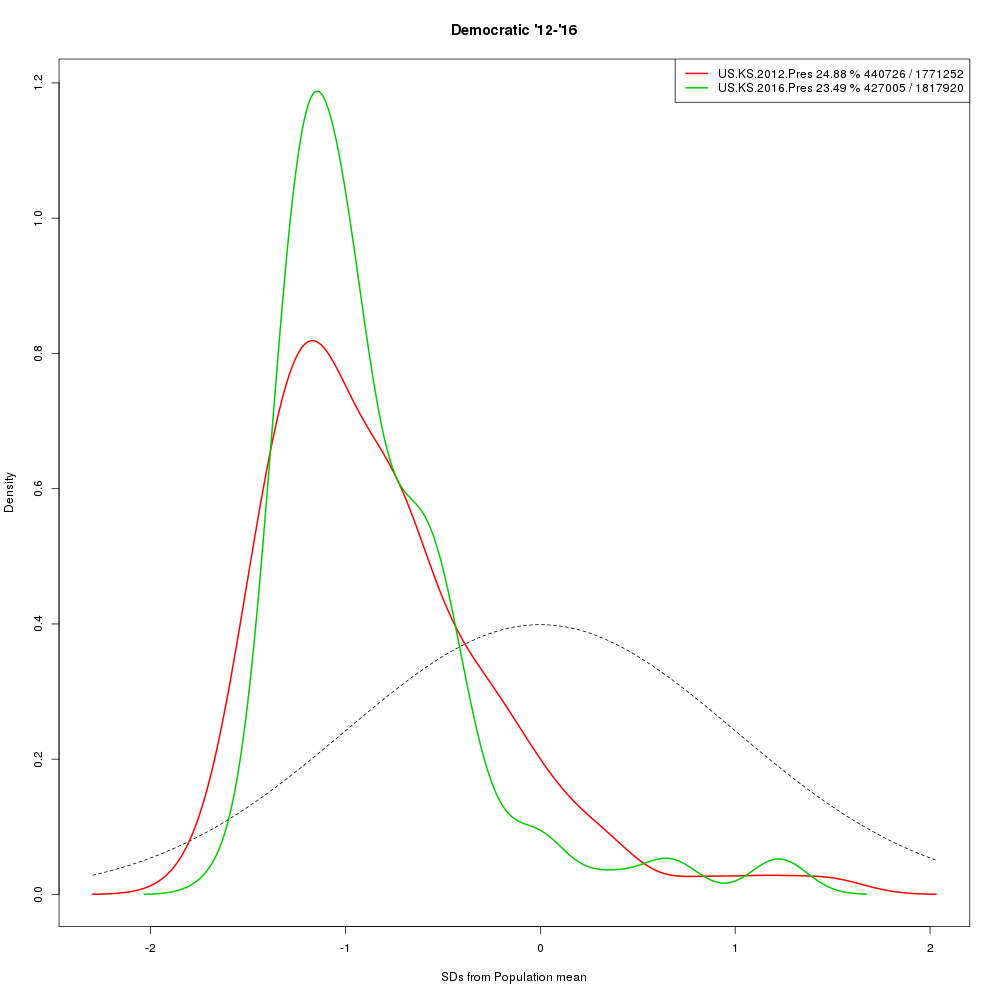 Democratic '12-'16
US.KS.2012.Pres 24.88 % 440726 / 1771252
US.KS.2016.Pres 23.49 % 427005 / 1817920
Density
1.2
1.0
0.8
0.6
0.4
0.2
0.0
-2 -1 0 1 2
SDs from Population mean